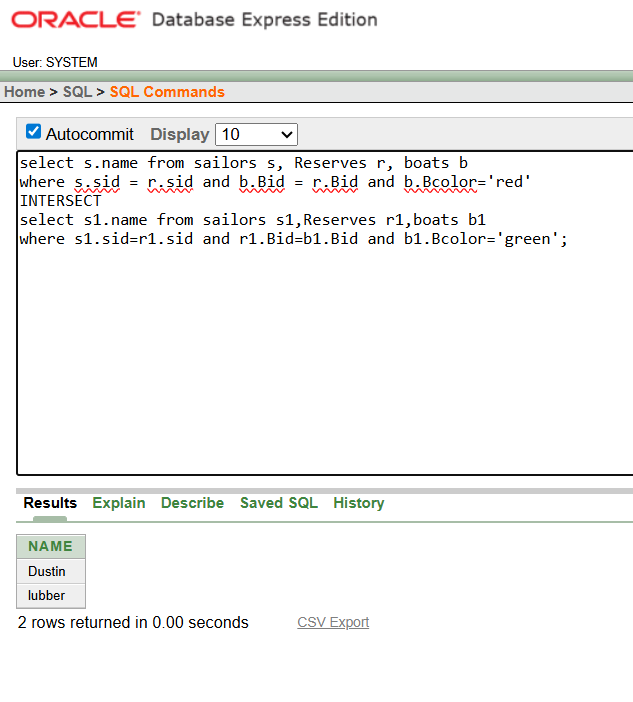 ORACLE Database Express Edition
User: SYSTEM
Home > SQL > SQL Commands
Autocommit Display 10
select s.name from sailors s, Reserves r, boats b
where s.sid = r.sid and b.Bid = r.Bid and b.Bcolor='red'
INTERSECT
select s1.name from sailors s1,Reserves r1,boats b1
where s1.sid=r1.sid and r1.Bid=b1.Bid and b1.Bcolor='green';
Results Explain Describe Saved SQL History
NAME
Dustin
lubber
2 rows returned in 0.00 seconds CSV Export